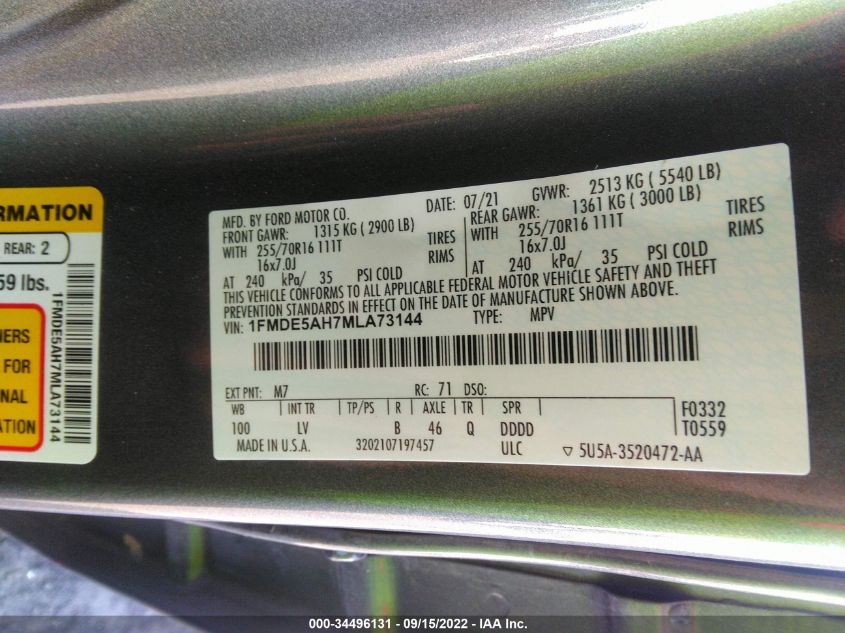 RMATION
REAR: 2
59 lbs.
NERS
FOR
NAL
ATION
1FMDE5AH7MLA73144
MFD. BY FORD MOTOR CO. DATE: 07/21 GVWR: 2513 KG ( 5540 LB)
FRONT GAWR: 1315 KG ( 2900 LB) REAR GAWR: 1361 KG ( 3000 LB)
WITH 255/70R16 111T TIRES WITH 255/70R16 111T TIRES
16x7.0J RIMS 16x7.0J RIMS
AT 240 kPa/ 35 PSI COLD AT 240 kPa/ 35 PSI COLD
THIS VEHICLE CONFORMS TO ALL APPLICABLE FEDERAL MOTOR VEHICLE SAFETY AND THEFT
PREVENTION STANDARDS IN EFFECT ON THE DATE OF MANUFACTURE SHOWN ABOVE.
VIN: 1FMDE5AH7MLA73144 TYPE: MPV
EXT PNT: M7 RC: 71 DSO:
WB INT TR TP/PS R AXLE TR SPR F0332
100 LV B 46 Q DDDD T0559
MADE IN U.S.A. 3202107197457 ULC ▽ 5U5A-3520472-AA
000-34496131 - 09/15/2022 - IAA Inc.